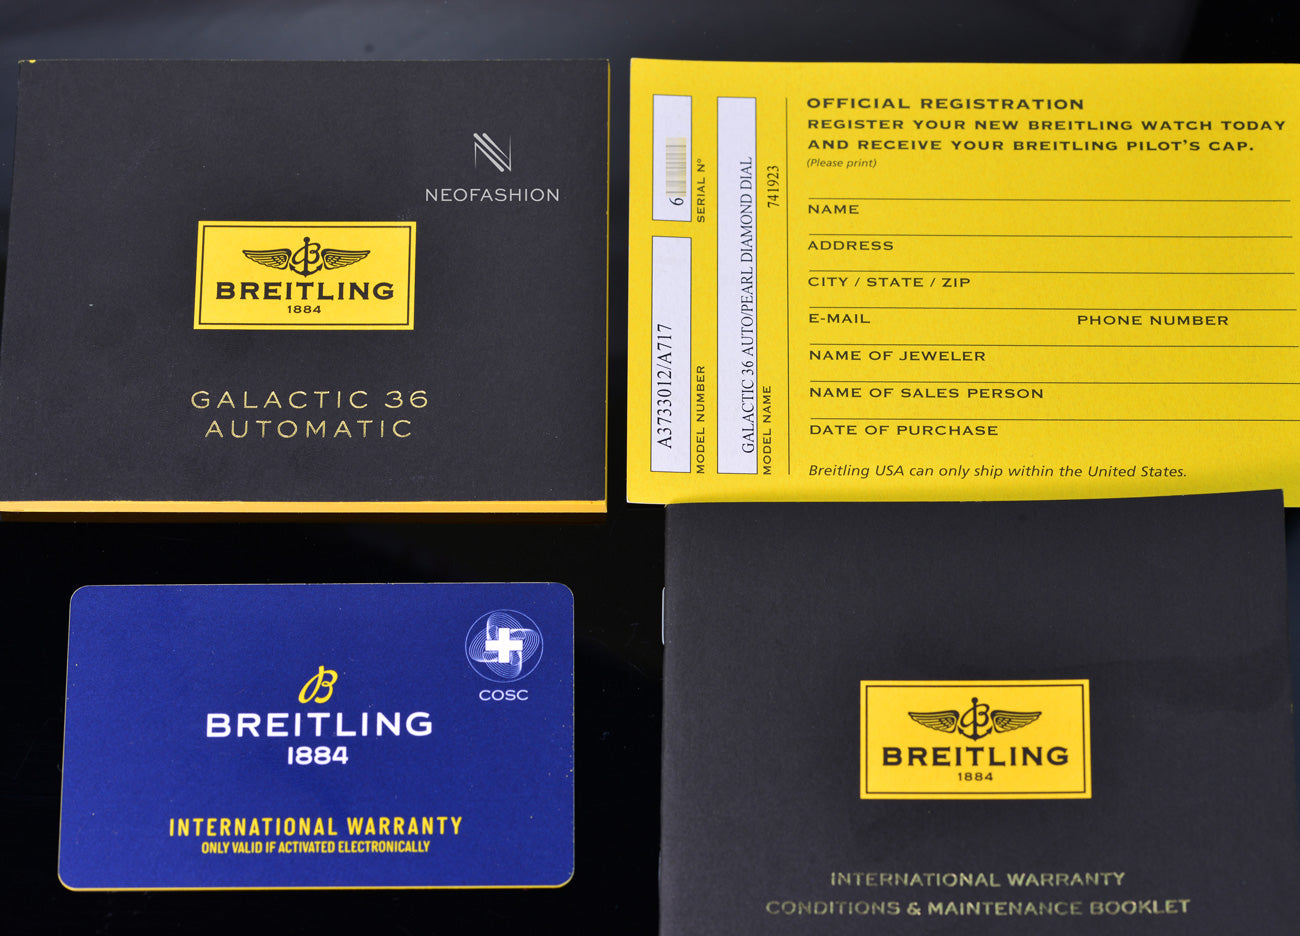 NEOFASHION
BREITLING
1884
GALACTIC 36
AUTOMATIC
6
SERIAL N°
A3733012/A717
MODEL NUMBER
GALACTIC 36 AUTO/PEARL DIAMOND DIAL
741923
MODEL NAME
OFFICIAL REGISTRATION
REGISTER YOUR NEW BREITLING WATCH TODAY
AND RECEIVE YOUR BREITLING PILOT'S CAP.
(Please print)
NAME
ADDRESS
CITY / STATE / ZIP
E-MAIL PHONE NUMBER
NAME OF JEWELER
NAME OF SALES PERSON
DATE OF PURCHASE
Breitling USA can only ship within the United States.
COSC
B
BREITLING
1884
INTERNATIONAL WARRANTY
ONLY VALID IF ACTIVATED ELECTRONICALLY
BREITLING
1884
INTERNATIONAL WARRANTY
CONDITIONS & MAINTENANCE BOOKLET